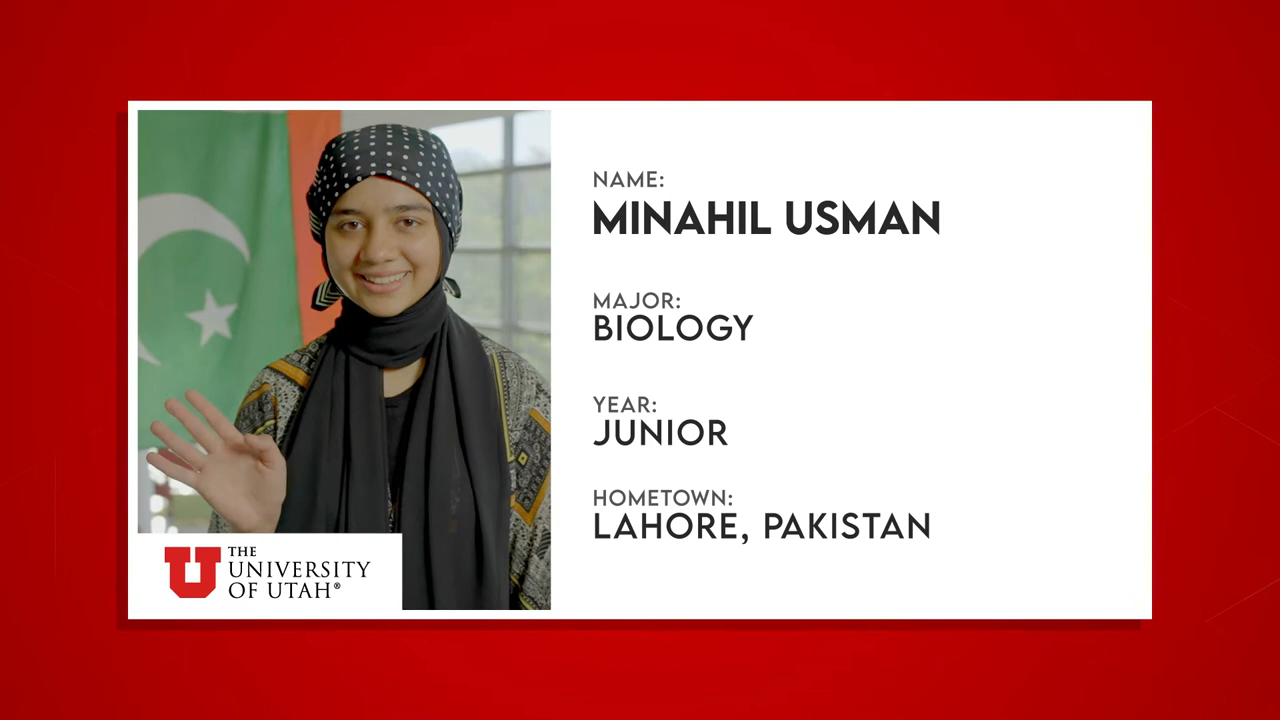 NAME:
MINAHIL USMAN
MAJOR:
BIOLOGY
YEAR:
JUNIOR
HOMETOWN:
LAHORE, PAKISTAN
U THE
UNIVERSITY
OF UTAH®